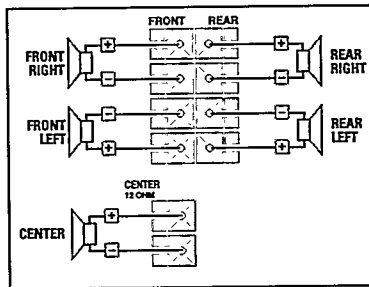 FRONT REAR
FRONT
RIGHT
+ +
REAR
RIGHT
− −
FRONT
LEFT
− −
REAR
LEFT
+ +
CENTER
12 OHM
CENTER
+
−